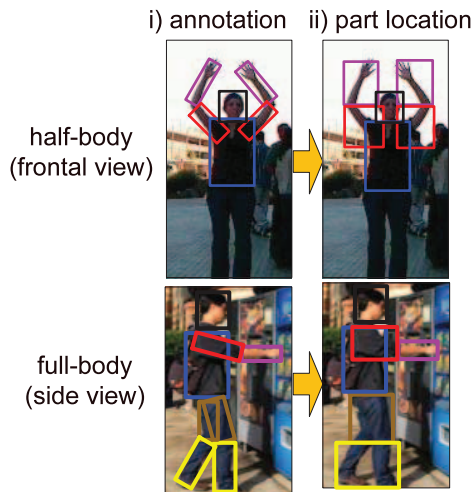 i) annotation
ii) part location
half-body
(frontal view)
full-body
(side view)